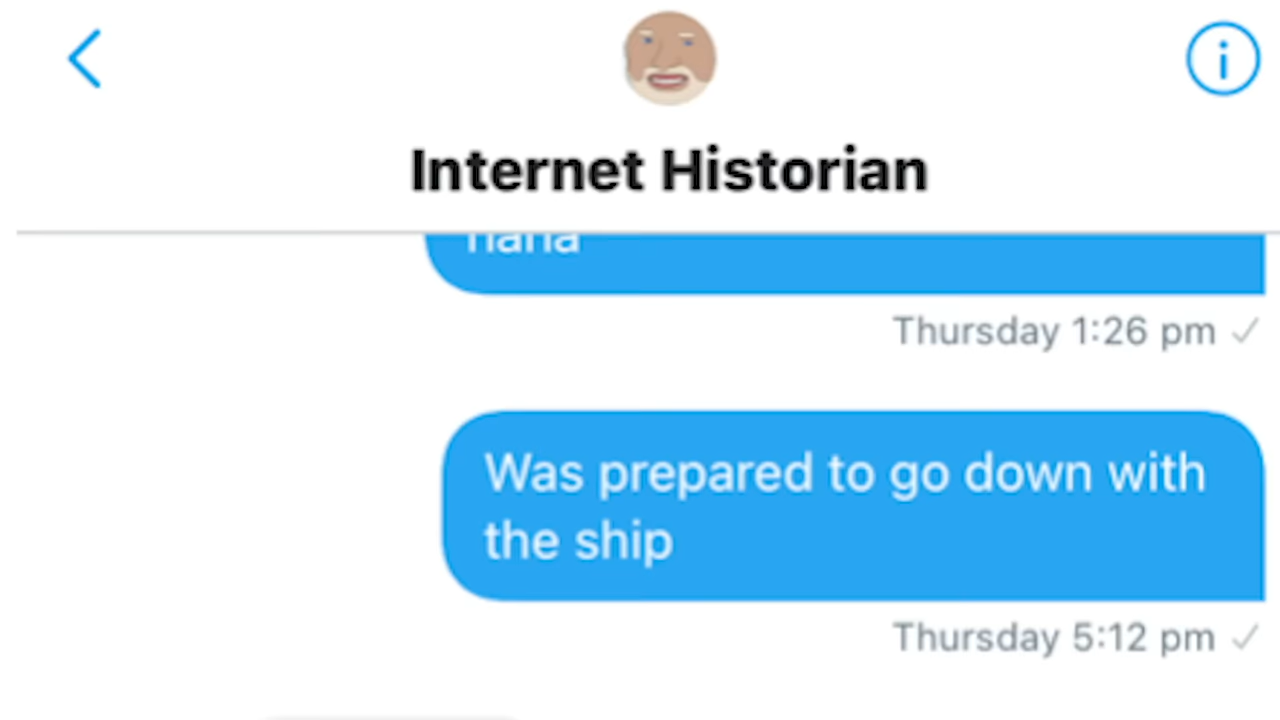 Internet Historian
Thursday 1:26 pm
Was prepared to go down with
the ship
Thursday 5:12 pm